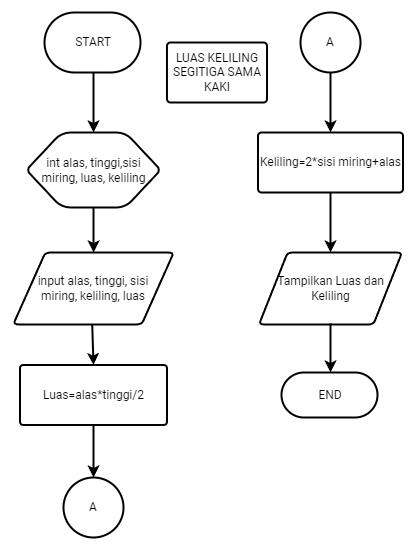 START
LUAS KELILING
SEGITIGA SAMA
KAKI
int alas, tinggi,sisi
miring, luas, keliling
input alas, tinggi, sisi
miring, keliling, luas
Luas=alas*tinggi/2
A
A
Keliling=2*sisi miring+alas
Tampilkan Luas dan
Keliling
END